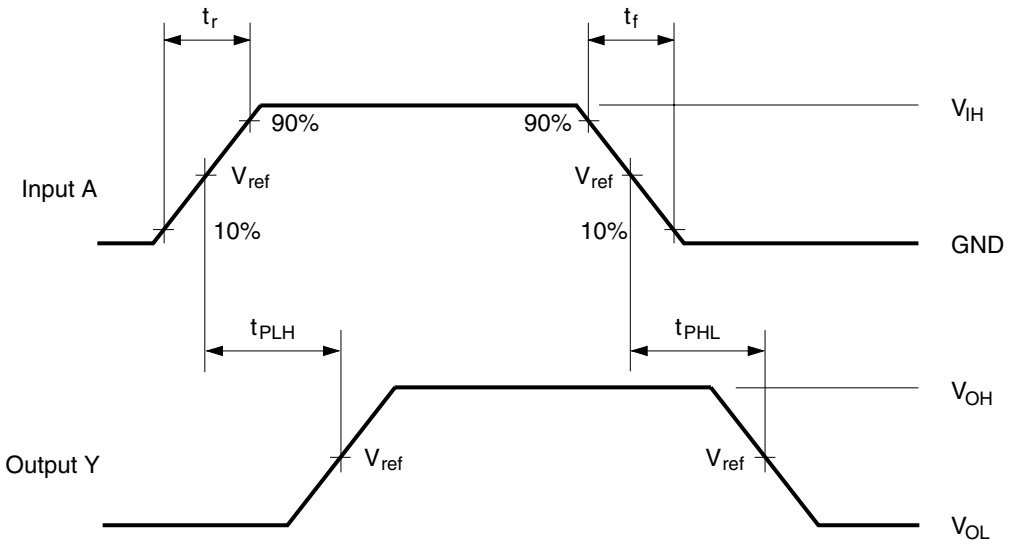 tr tf
90% 90% VIH
Input A Vref Vref
10% 10% GND
tPLH tPHL
VOH
Output Y Vref Vref
VOL